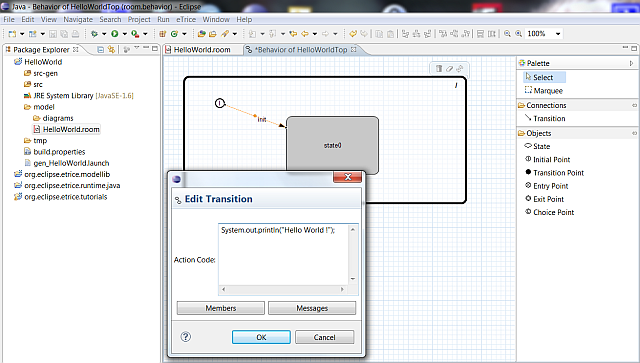 Java - Behavior of HelloWorldTop (room.behavior) - Eclipse
File Edit Navigate Search Project Run eTrice Window Help
100%
Package Explorer
HelloWorld
src-gen
src
JRE System Library [JavaSE-1.6]
model
diagrams
HelloWorld.room
tmp
build.properties
gen_HelloWorld.launch
org.eclipse.etrice.modellib
org.eclipse.etrice.runtime.java
org.eclipse.etrice.tutorials
HelloWorld.room *Behavior of HelloWorldTop
/
I
init
state0
Edit Transition
Action Code:
System.out.println("Hello World !");
Members Messages
? OK Cancel
Palette
Select
Marquee
Connections
Transition
Objects
State
Initial Point
Transition Point
Entry Point
Exit Point
Choice Point